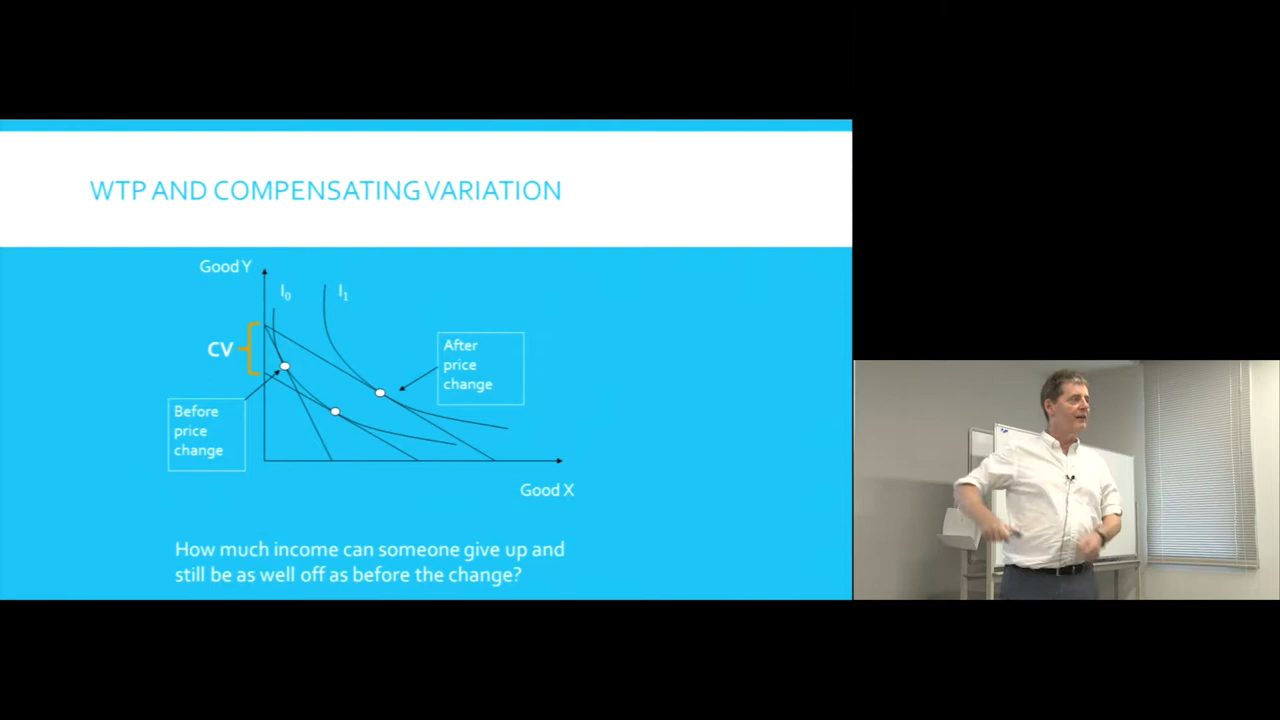 WTP AND COMPENSATING VARIATION
Good Y
I0
I1
CV
After
price
change
Before
price
change
Good X
How much income can someone give up and
still be as well off as before the change?